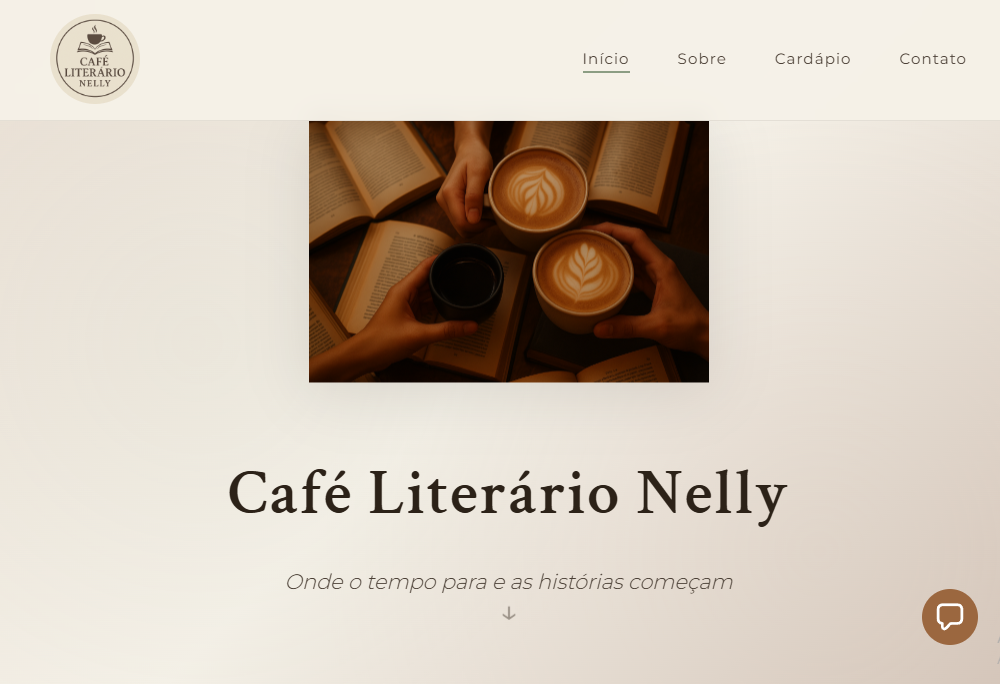 CAFÉ
LITERÁRIO
NELLY
Início Sobre Cardápio Contato
Café Literário Nelly
Onde o tempo para e as histórias começam